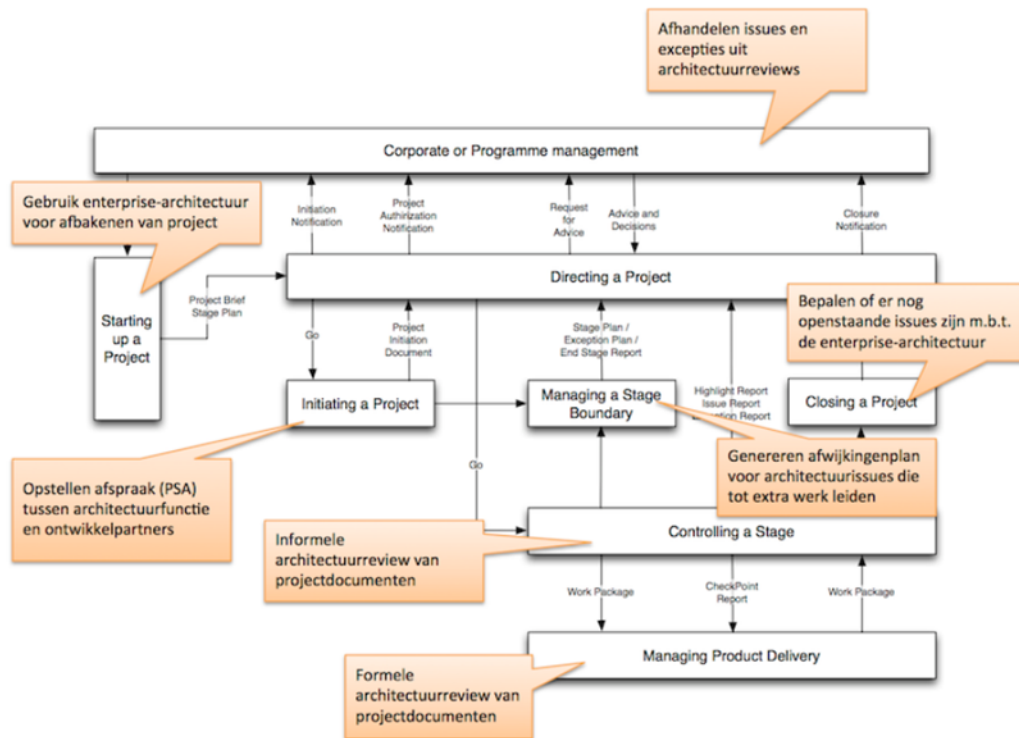 Afhandelen issues en
excepties uit
architectuurreviews
Corporate or Programme management
Gebruik enterprise-architectuur
voor afbakenen van project
Initiation
Notification
Project
Authirization
Notification
Request
for
Advice
Advice and
Decisions
Closure
Notification
Directing a Project
Starting
up a
Project
Project Brief
Stage Plan
Go
Project
Initiation
Document
Stage Plan /
Exception Plan /
End Stage Report
Bepalen of er nog
openstaande issues zijn m.b.t.
de enterprise-architectuur
Initiating a Project
Managing a Stage
Boundary
Highlight Report
Issue Report
Report
Closing a Project
Opstellen afspraak (PSA)
tussen architectuurfunctie
en ontwikkelpartners
Go
Genereren afwijkingenplan
voor architectuurissues die
tot extra werk leiden
Informele
architectuurreview van
projectdocumenten
Controlling a Stage
Work Package
CheckPoint
Report
Work Package
Managing Product Delivery
Formele
architectuurreview van
projectdocumenten